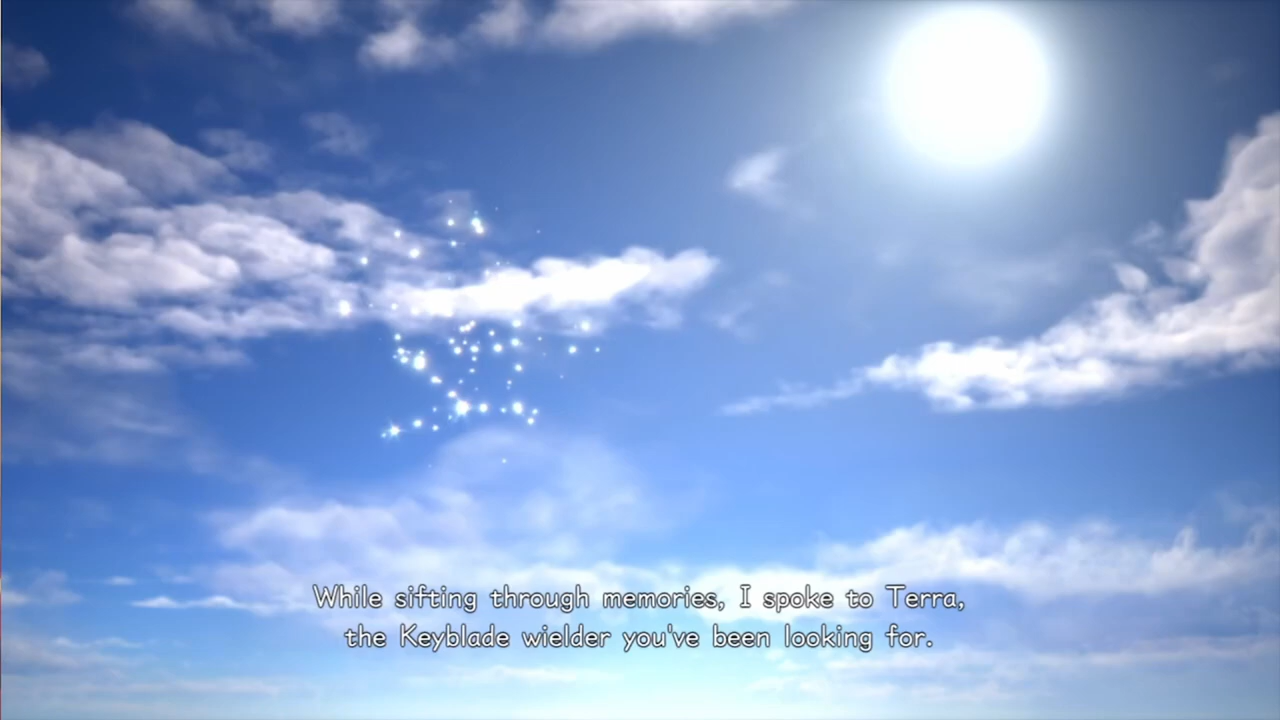 While sifting through memories, I spoke to Terra,
the Keyblade wielder you've been looking for.